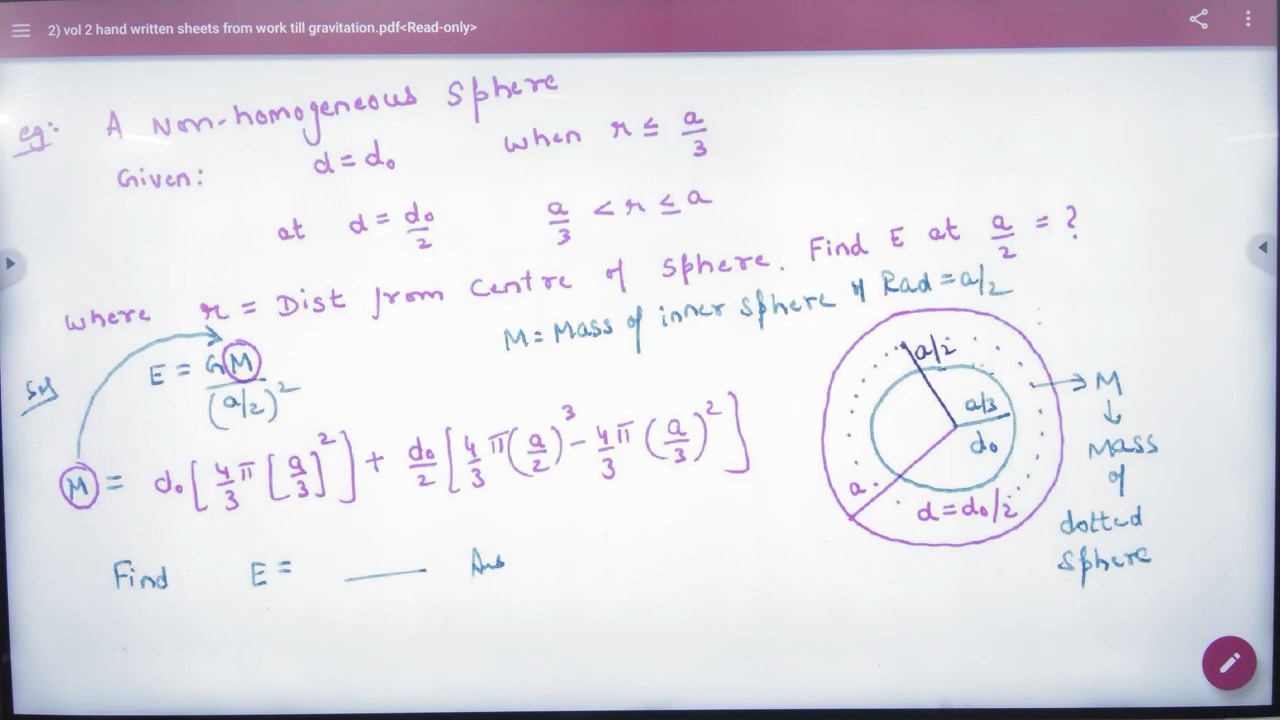 2) vol 2 hand written sheets from work till gravitation.pdf<Read-only>
eg:- A Non-homogeneous Sphere
Given: d = d₀ when r ≤ a/3
at d = d₀/2 a/3 < r ≤ a
where r = Dist from Centre of Sphere. Find E at a/2 = ?
M = Mass of inner sphere of Rad = a/2
Sol E = GM/(a/2)²
M = d₀[4/3 π[a/3]²] + d₀/2[4/3 π(a/2)³ - 4/3 π(a/3)²]
Find E = ____ Ans
a/2
a/3
d₀
a
d = d₀/2
→ M
↓
Mass
of
dotted
Sphere